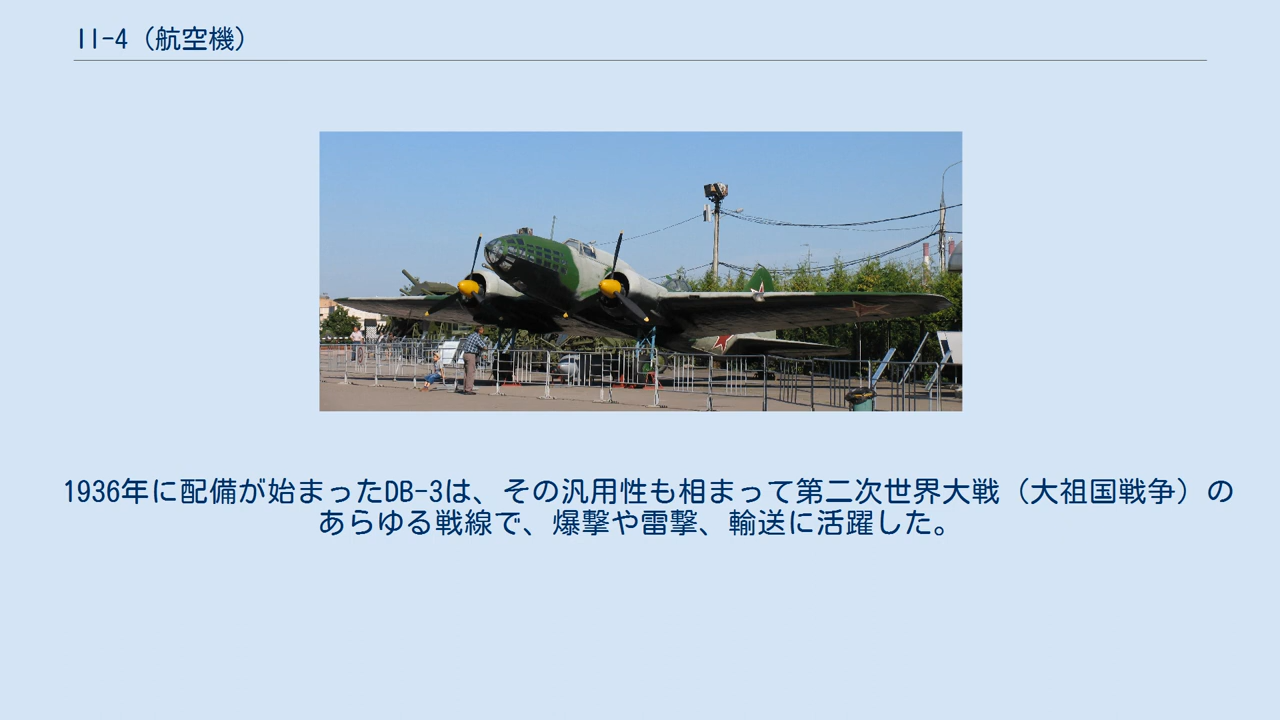 II-4（航空機）
1936年に配備が始まったDB-3は、その汎用性も相まって第二次世界大戦（大祖国戦争）の
あらゆる戦線で、爆撃や雷撃、輸送に活躍した。